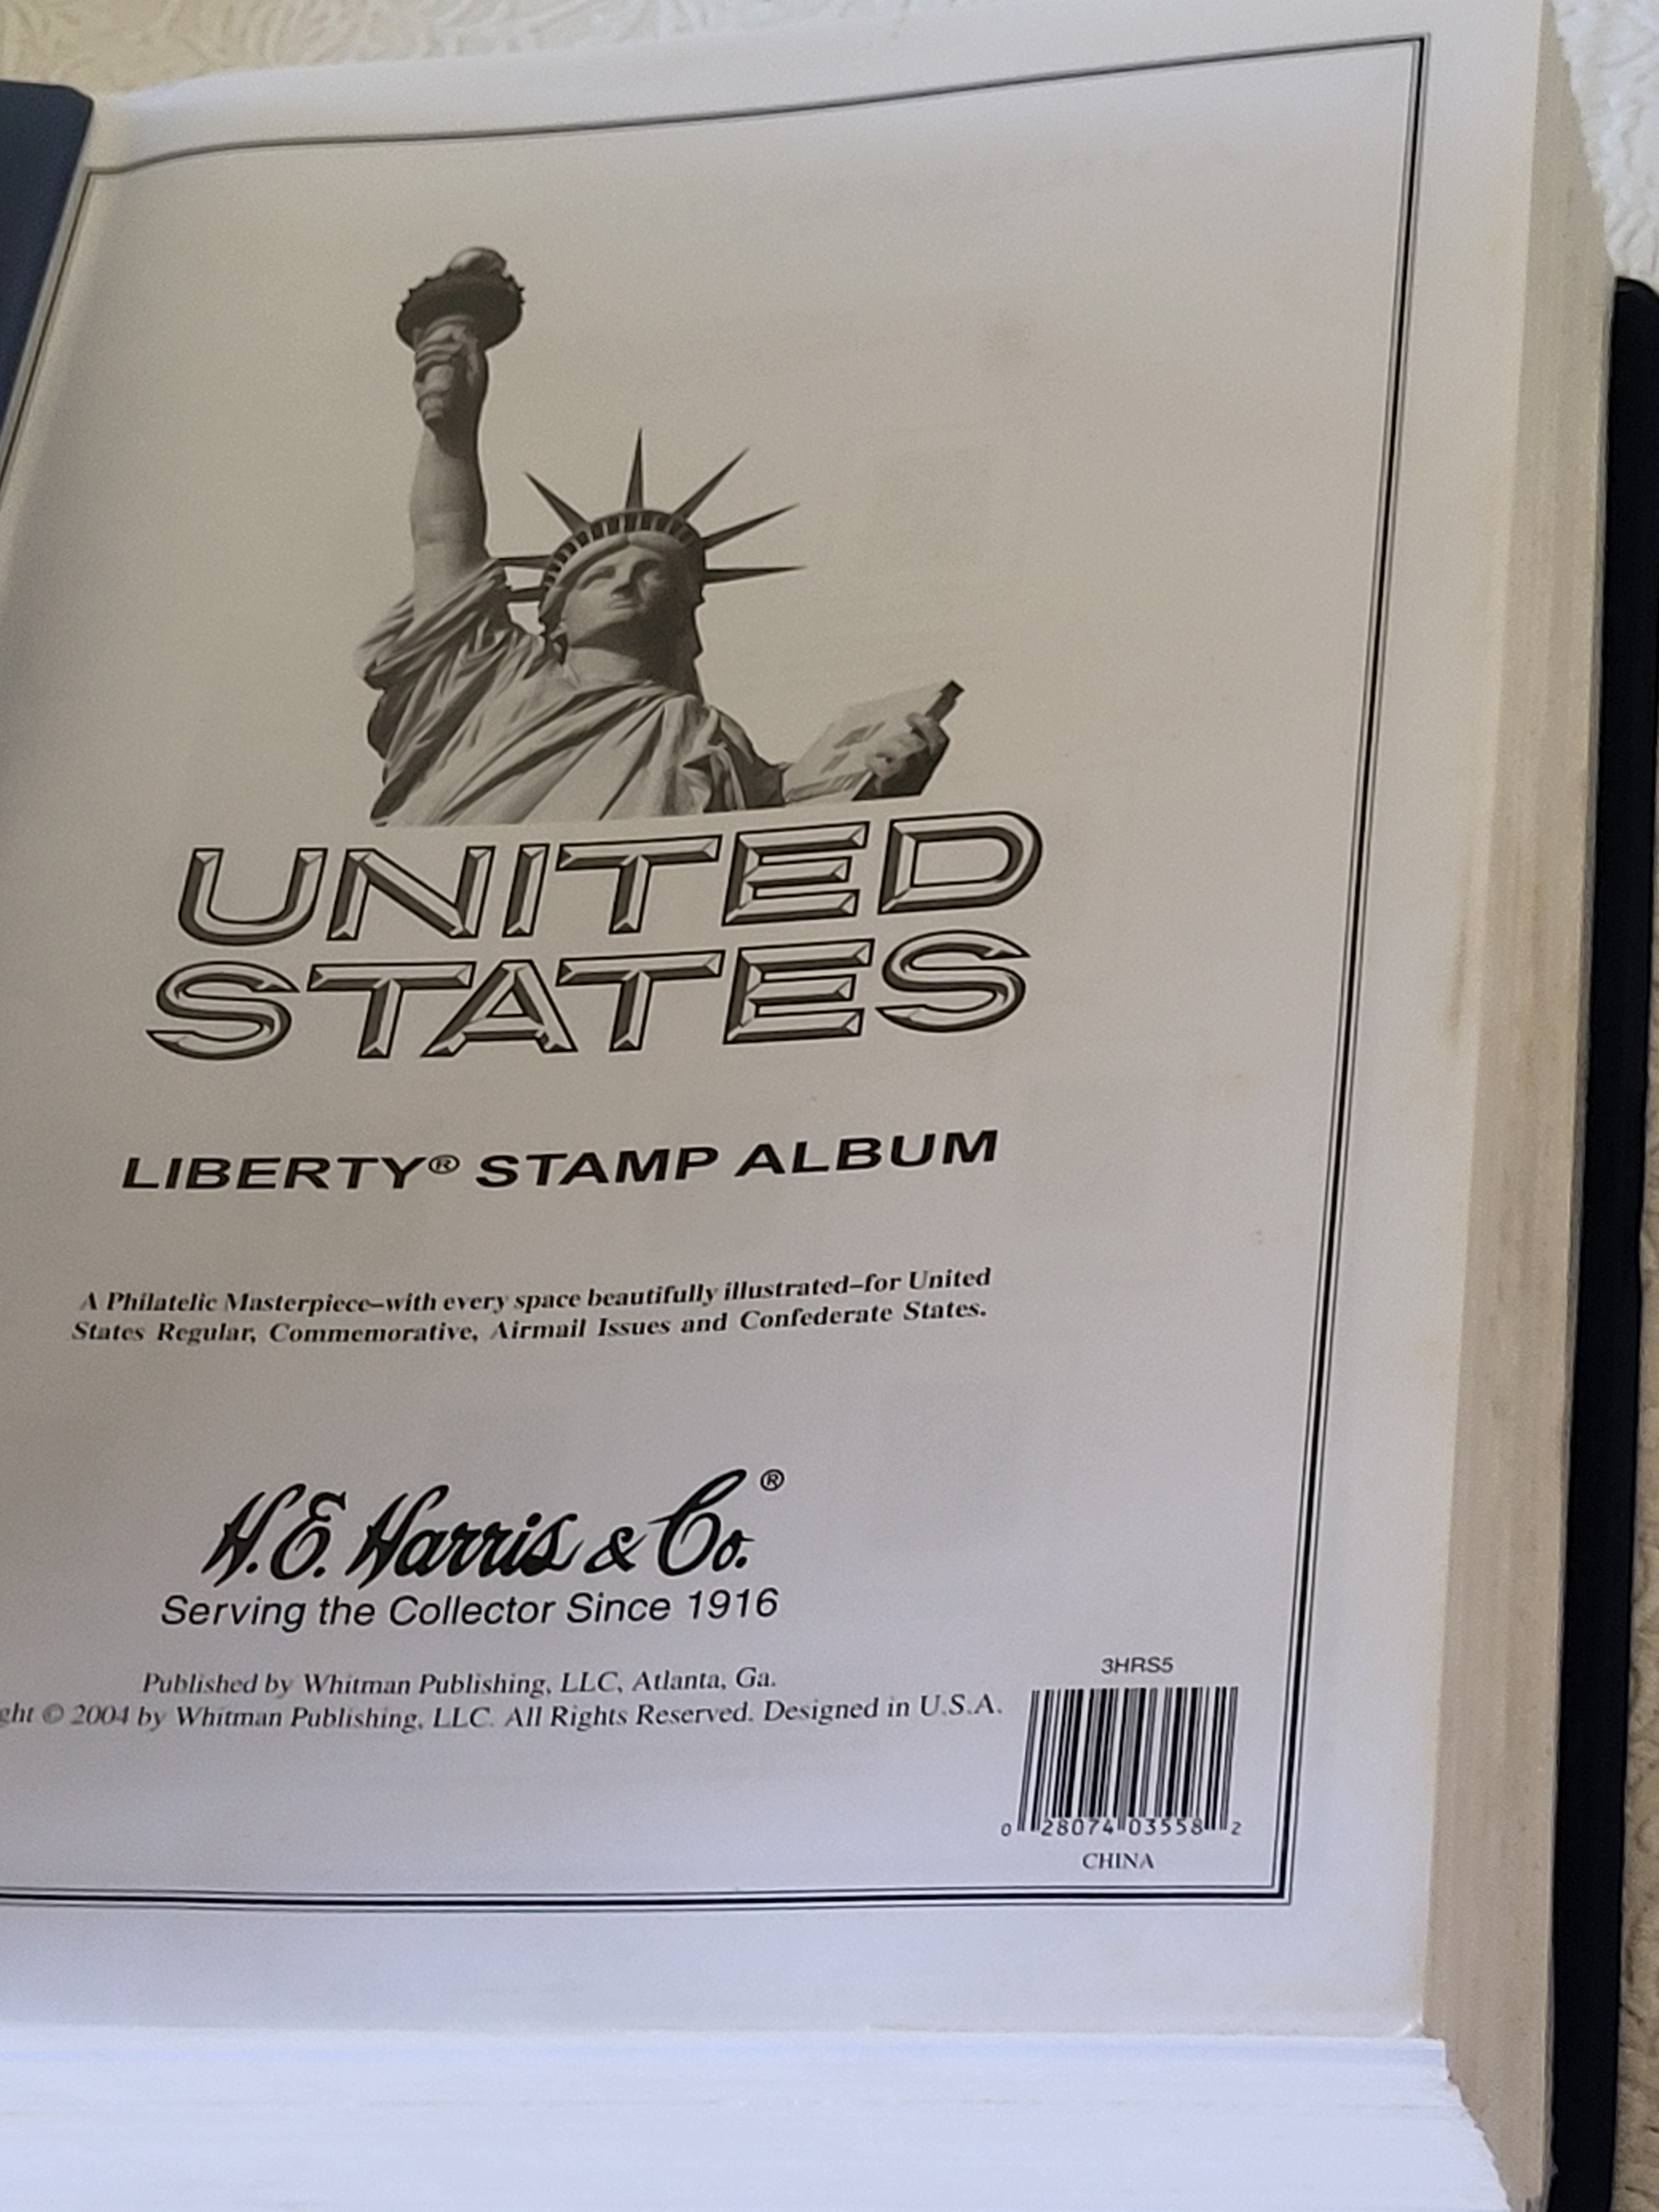 UNITED
STATES
LIBERTY® STAMP ALBUM
A Philatelic Masterpiece–with every space beautifully illustrated–for United
States Regular, Commemorative, Airmail Issues and Confederate States.
H.E. Harris & Co.®
Serving the Collector Since 1916
Published by Whitman Publishing, LLC, Atlanta, Ga.
ght © 2004 by Whitman Publishing, LLC. All Rights Reserved. Designed in U.S.A.
3HRS5
0 28074 03558 2
CHINA